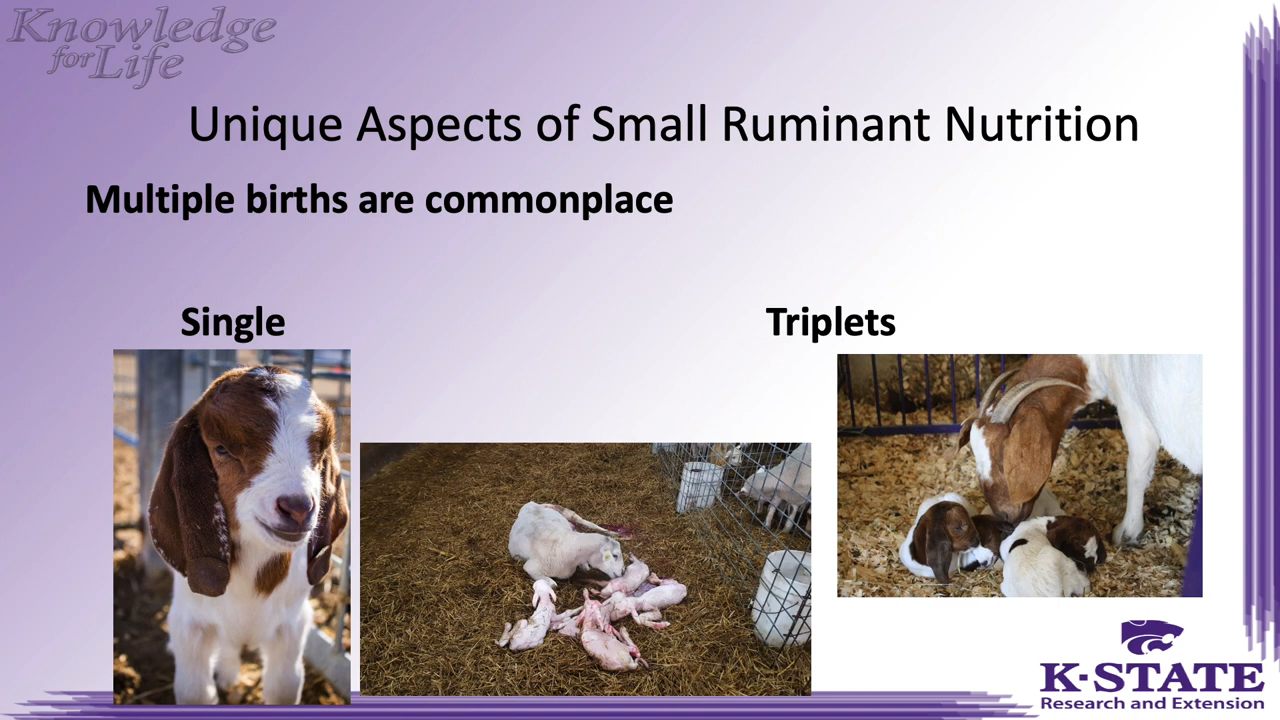 Knowledge
for Life
Unique Aspects of Small Ruminant Nutrition
Multiple births are commonplace
Single
Triplets
K-STATE
Research and Extension